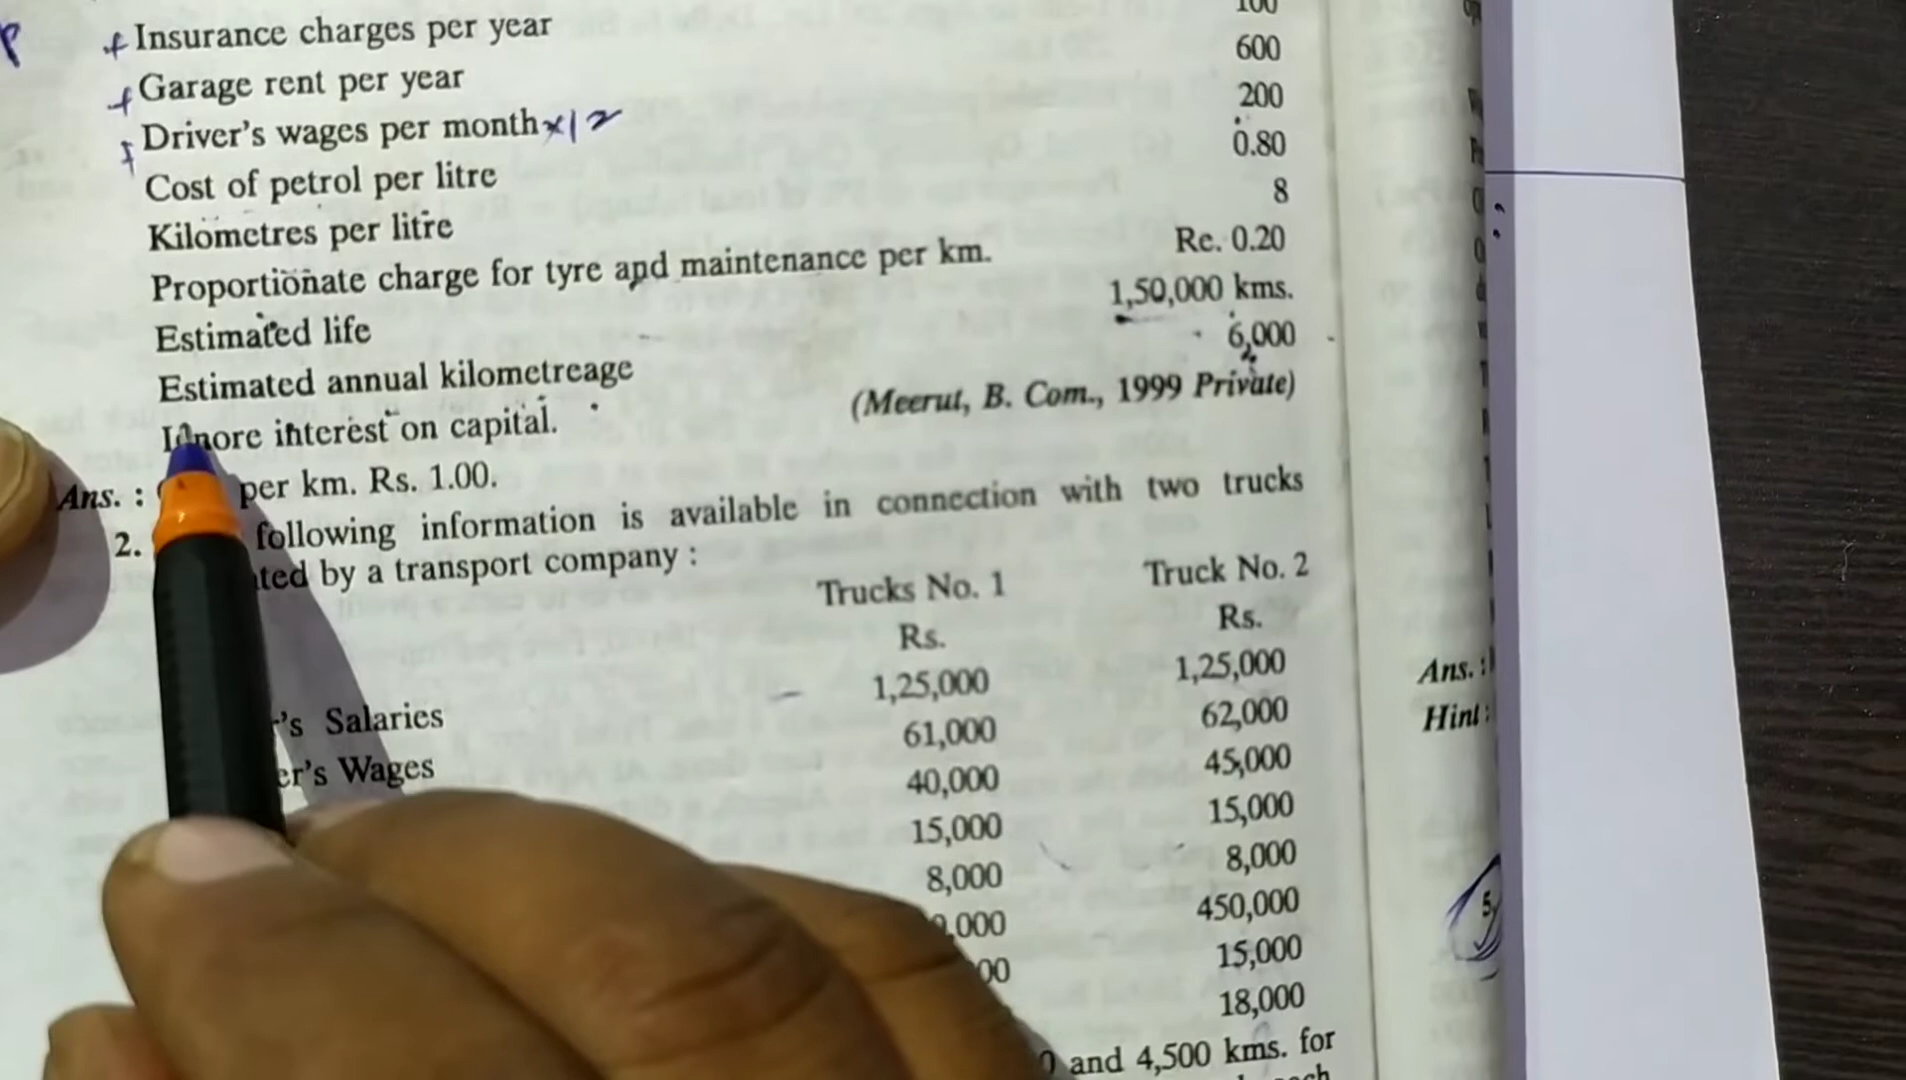 100
Insurance charges per year 600
Garage rent per year 200
Driver's wages per month ×12 0.80
Cost of petrol per litre 8
Kilometres per litre Re. 0.20
Proportionate charge for tyre and maintenance per km. 1,50,000 kms.
Estimated life 6,000
Estimated annual kilometreage
Ignore interest on capital. (Meerut, B. Com., 1999 Private)
Ans. : per km. Rs. 1.00.
2. following information is available in connection with two trucks
by a transport company :
Trucks No. 1 Truck No. 2
Rs. Rs.
1,25,000 1,25,000
Salaries 61,000 62,000
Wages 40,000 45,000
15,000 15,000
8,000 8,000
450,000
15,000
18,000
and 4,500 kms. for
Ans. :
Hint :
5.